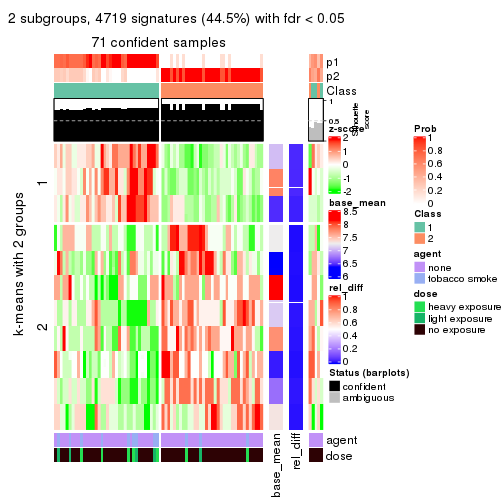 2 subgroups, 4719 signatures (44.5%) with fdr < 0.05
71 confident samples
p1
p2
Class
1
0.5
0
Silhouette
score
k-means with 2 groups
1
2
z-score
2
1
0
-1
-2
base_mean
8.5
8
7.5
7
6.5
6
rel_diff
1
0.8
0.6
0.4
0.2
0
Status (barplots)
confident
ambiguous
Prob
1
0.8
0.6
0.4
0.2
0
Class
1
2
agent
none
tobacco smoke
dose
heavy exposure
light exposure
no exposure
agent
dose
base_mean
rel_diff